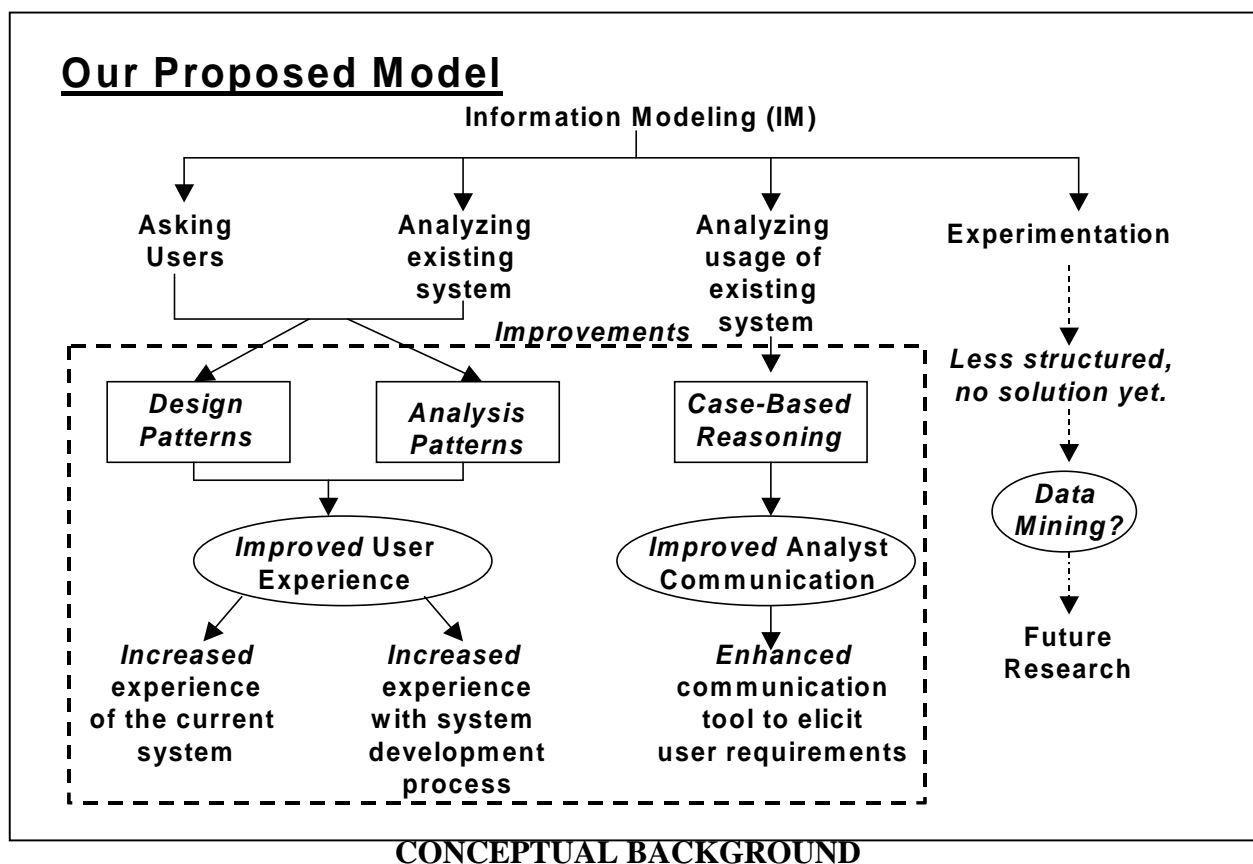 Our Proposed Model
Information Modeling (IM)
Asking
Users
Analyzing
existing
system
Analyzing
usage of
existing
system
Experimentation
Improvements
Design
Patterns
Analysis
Patterns
Case-Based
Reasoning
Less structured,
no solution yet.
Improved User
Experience
Improved Analyst
Communication
Data
Mining?
Increased
experience
of the current
system
Increased
experience
with system
development
process
Enhanced
communication
tool to elicit
user requirements
Future
Research
CONCEPTUAL BACKGROUND